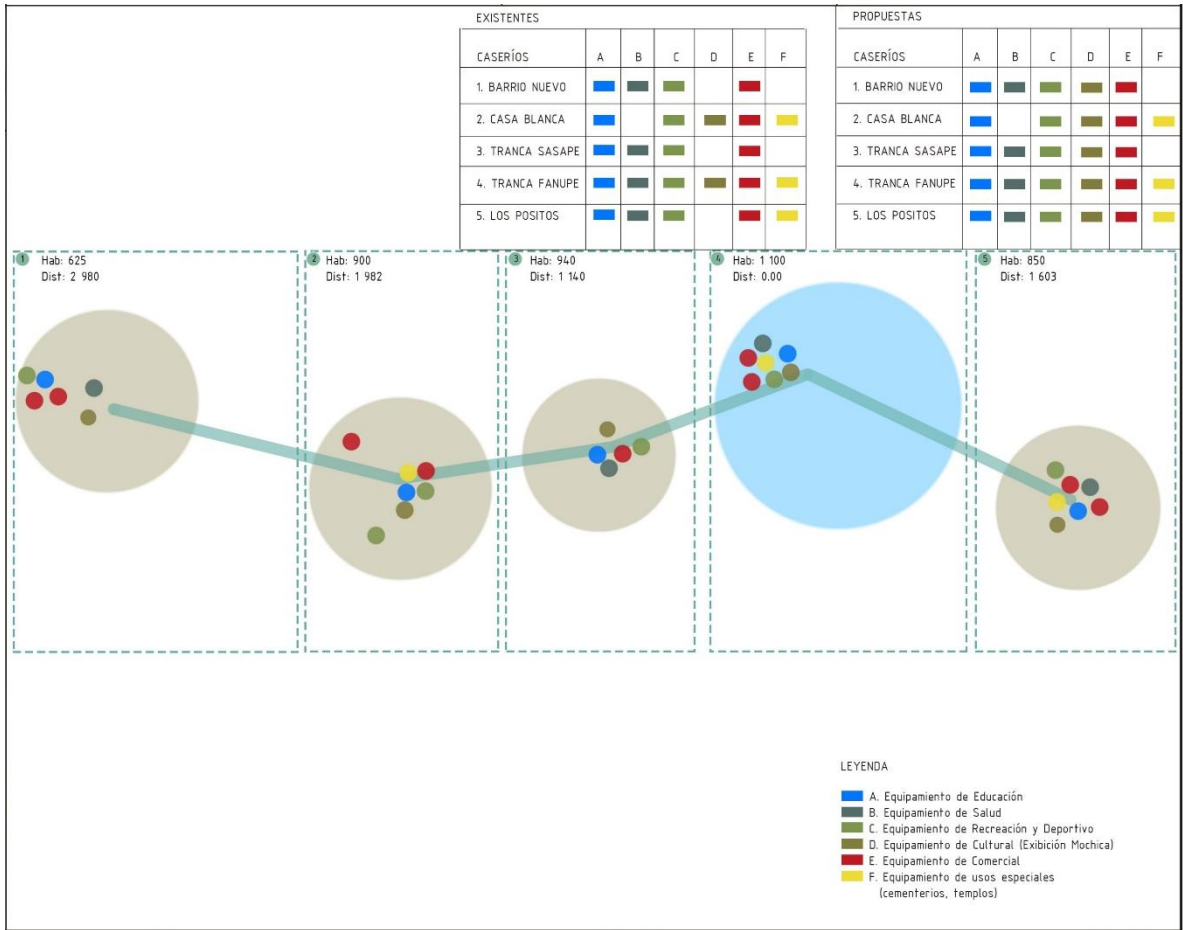 EXISTENTES
CASERÍOS A B C D E F
1. BARRIO NUEVO
2. CASA BLANCA
3. TRANCA SASAPE
4. TRANCA FANUPE
5. LOS POSITOS
PROPUESTAS
CASERÍOS A B C D E F
1. BARRIO NUEVO
2. CASA BLANCA
3. TRANCA SASAPE
4. TRANCA FANUPE
5. LOS POSITOS
1 Hab: 625
Dist: 2 980
2 Hab: 900
Dist: 1 982
3 Hab: 940
Dist: 1 140
4 Hab: 1 100
Dist: 0.00
5 Hab: 850
Dist: 1 603
LEYENDA
A. Equipamiento de Educación
B. Equipamiento de Salud
C. Equipamiento de Recreación y Deportivo
D. Equipamiento de Cultural (Exibición Mochica)
E. Equipamiento de Comercial
F. Equipamiento de usos especiales
(cementerios, templos)